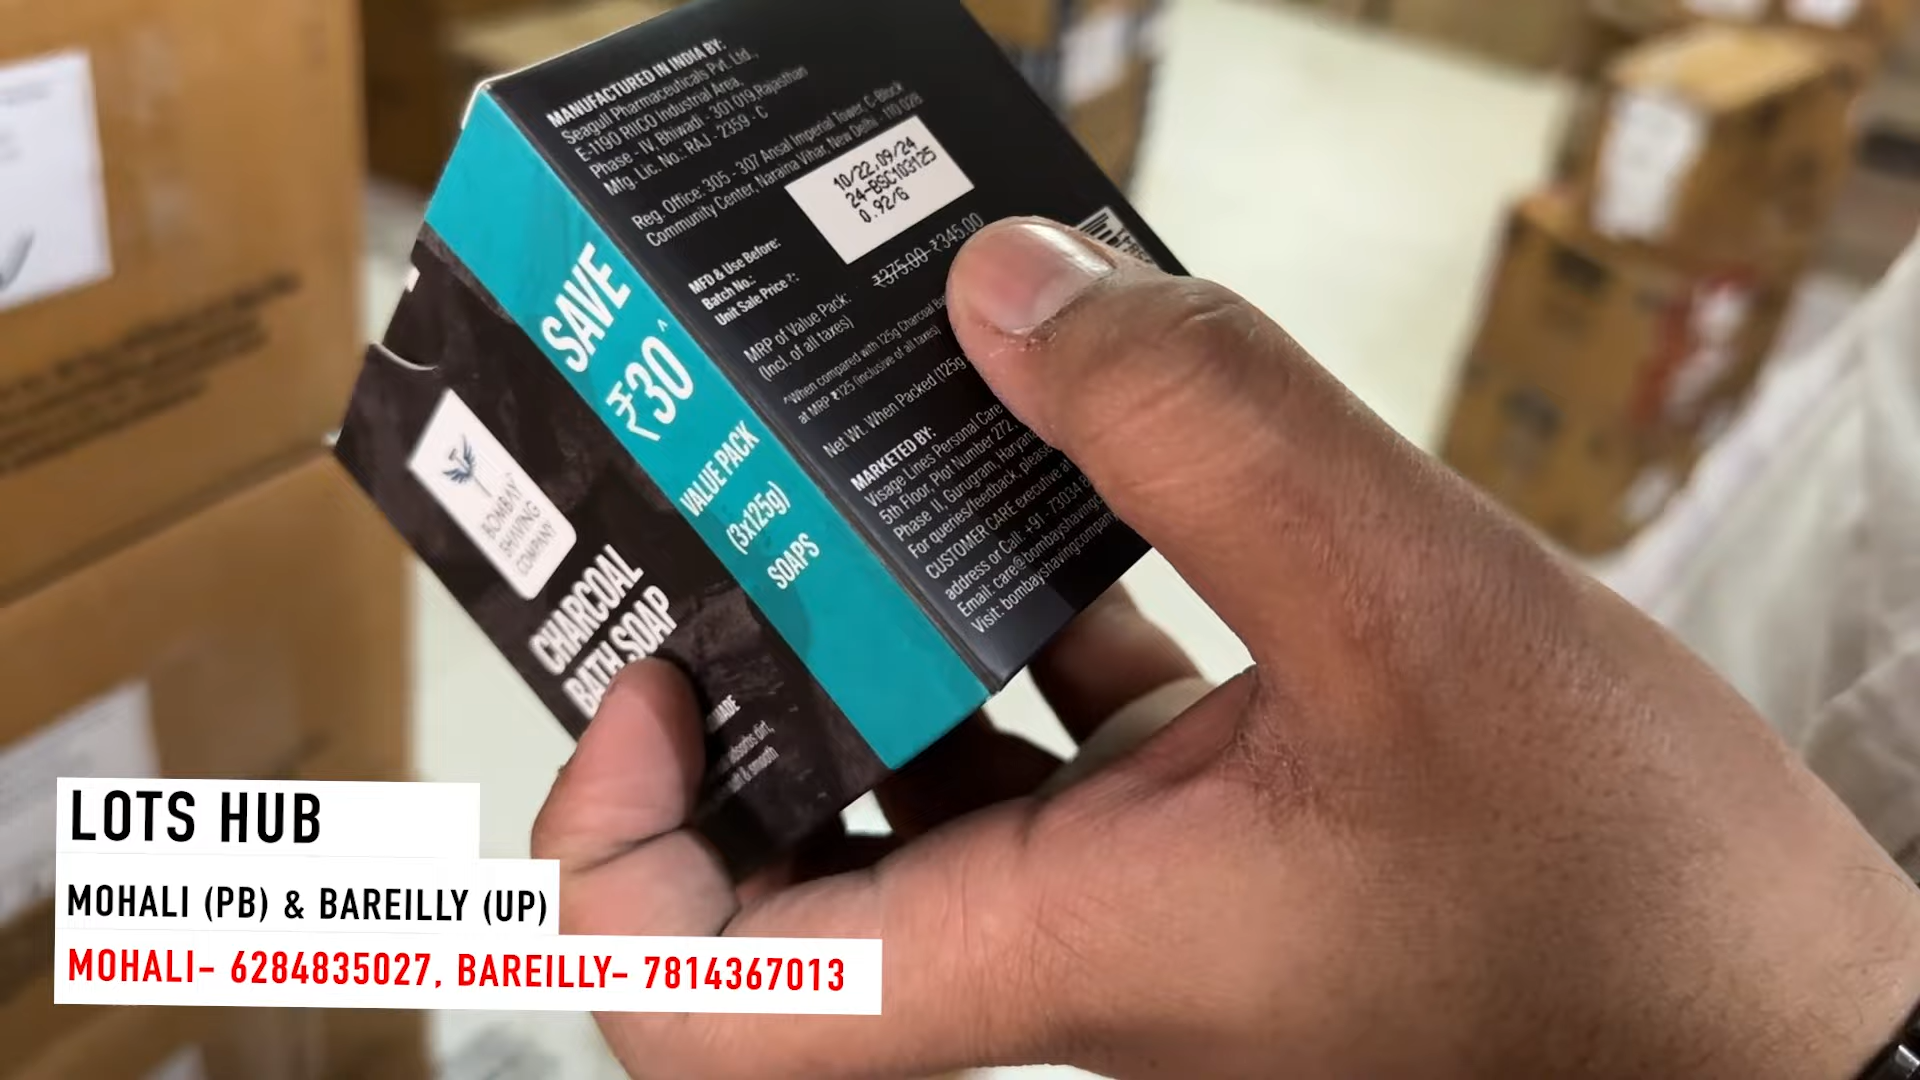 MANUFACTURED IN INDIA BY:
Seagull Pharmaceuticals Pvt. Ltd.,
E-1190 RIICO Industrial Area,
Phase - IV, Bhiwadi - 301 019 Rajasthan
Mfg. Lic. No.: RAJ - 2359 - C
Reg. Office: 305 - 307 Ansal Imperial Tower, C-Block
Community Center, Naraina Vihar, New Delhi - 110 028
10/22,09/24
24-BSC103125
0.92/G
MFD & Use Before:
Batch No.:
Unit Sale Price ₹:
MRP of Value Pack: ₹375.00 ₹345.00
(Incl. of all taxes)
^When compared with 125g Charcoal Ba
at MRP ₹125 (inclusive of all taxes)
Net Wt. When Packed (125g
MARKETED BY:
Visage Lines Personal Care
5th Floor, Plot Number 272,
Phase II, Gurugram, Haryana
For queries/feedback, please
CUSTOMER CARE executive at
address or Call: +91 - 73034
Email: care@bombayshavingc
Visit: bombayshavingcompan
SAVE
₹30^
VALUE PACK
(3x125g)
SOAPS
BOMBAY
SHAVING
COMPANY
CHARCOAL
BATH SOAP
LOTS HUB
MOHALI (PB) & BAREILLY (UP)
MOHALI- 6284835027, BAREILLY- 7814367013